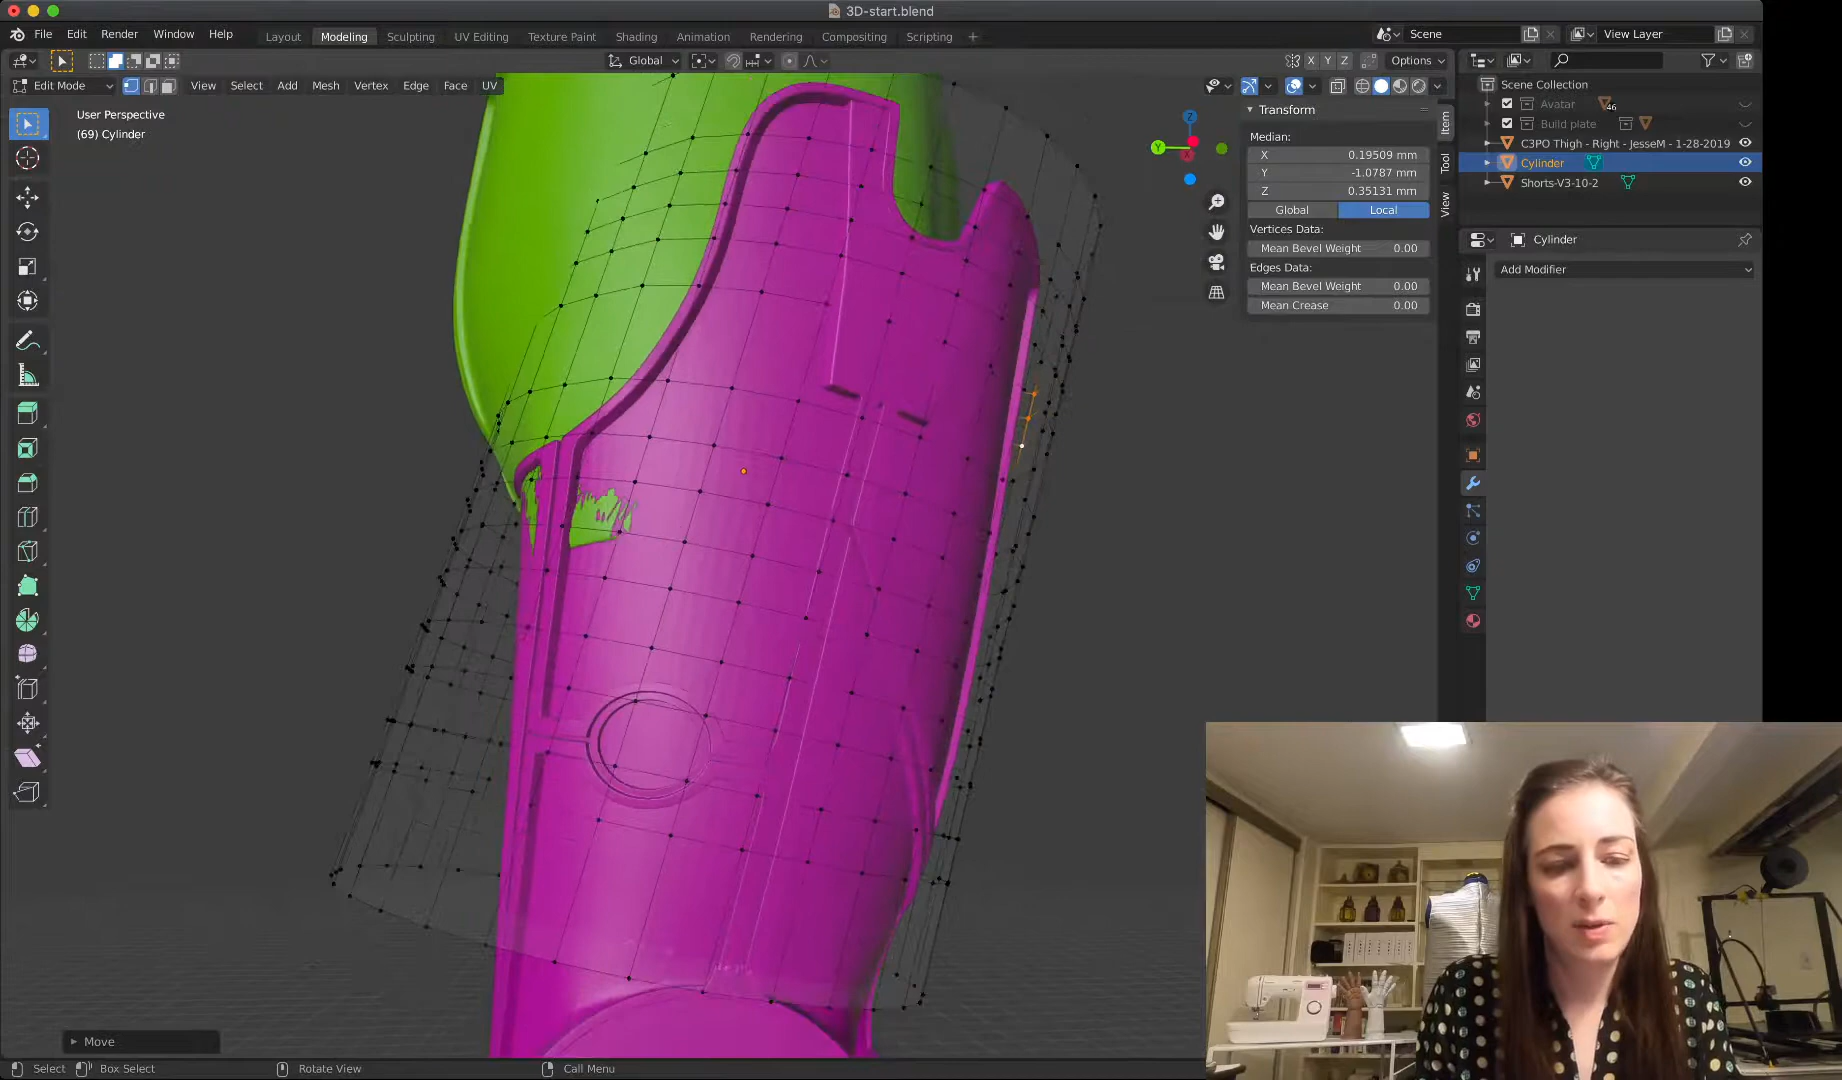 3D-start.blend
File Edit Render Window Help
Layout Modeling Sculpting UV Editing Texture Paint Shading Animation Rendering Compositing Scripting +
Scene
View Layer
Global
X Y Z
Options
Edit Mode
View Select Add Mesh Vertex Edge Face UV
User Perspective
(69) Cylinder
Z
Y
X
Transform
Median:
X 0.19509 mm
Y -1.0787 mm
Z 0.35131 mm
Global Local
Vertices Data:
Mean Bevel Weight 0.00
Edges Data:
Mean Bevel Weight 0.00
Mean Crease 0.00
Item
Tool
View
Scene Collection
Avatar 46
Build plate
C3PO Thigh - Right - JesseM - 1-28-2019
Cylinder
Shorts-V3-10-2
Cylinder
Add Modifier
Move
Select Box Select Rotate View Call Menu